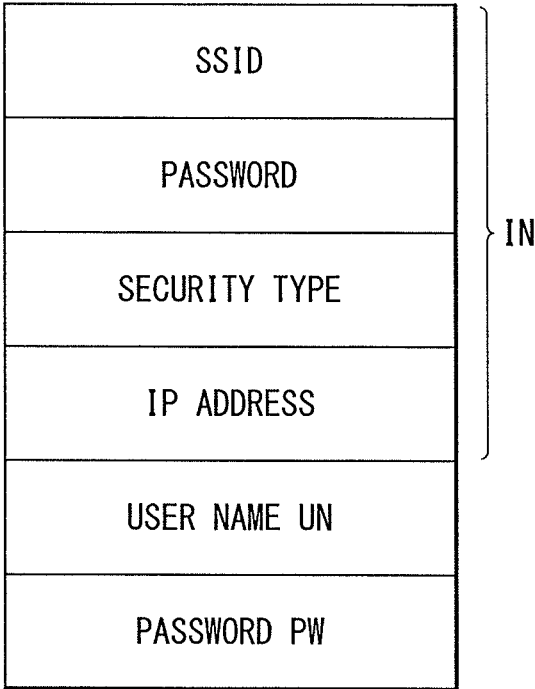 SSID
PASSWORD
SECURITY TYPE
IN
IP ADDRESS
USER NAME UN
PASSWORD PW